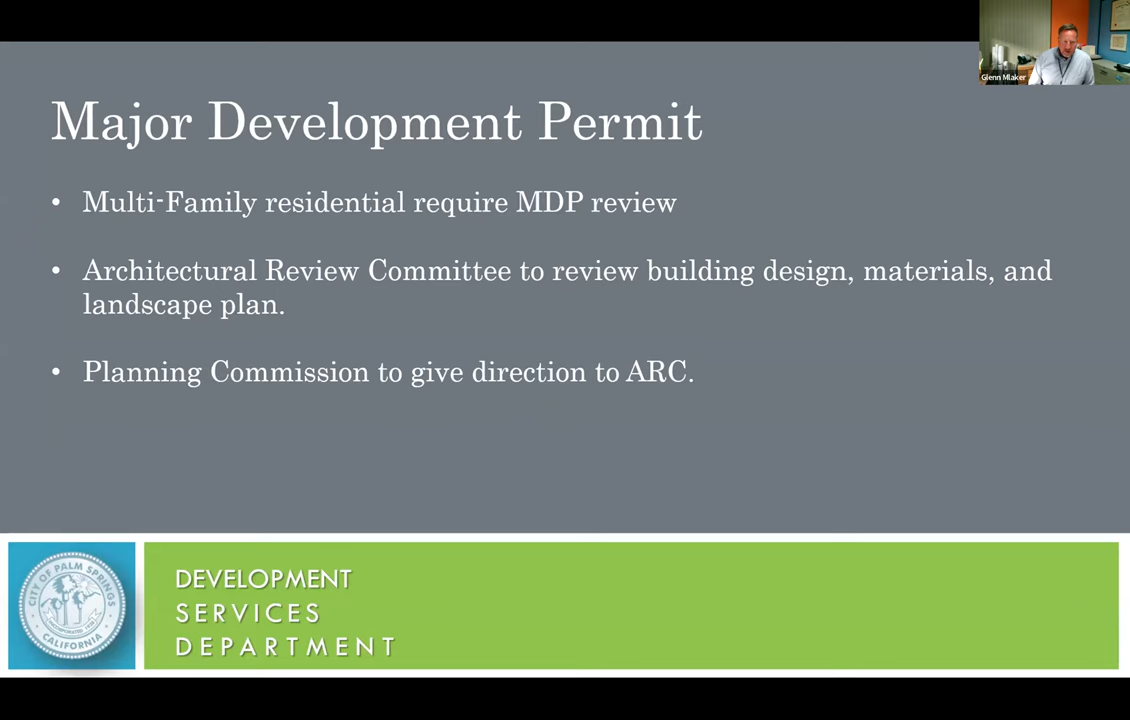 Glenn Mlaker
Major Development Permit
• Multi-Family residential require MDP review
• Architectural Review Committee to review building design, materials, and
landscape plan.
• Planning Commission to give direction to ARC.
CITY OF PALM SPRINGS
CALIFORNIA
DEVELOPMENT
SERVICES
DEPARTMENT